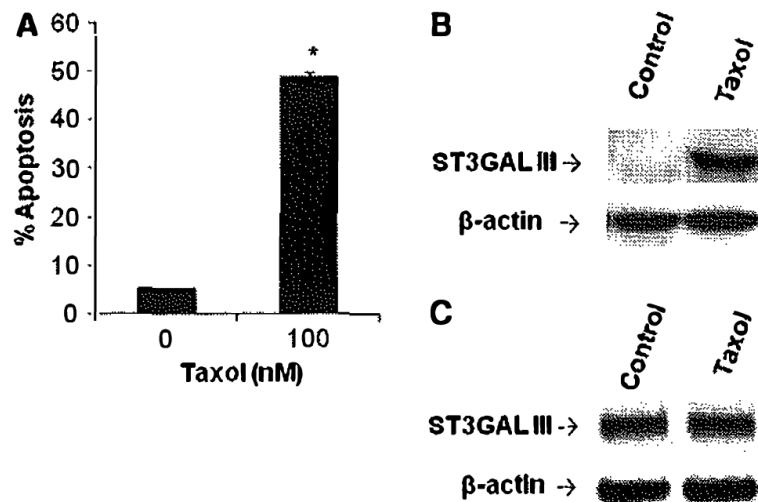 A
% Apoptosis
60
50
40
30
20
10
0
*
0 100
Taxol (nM)
B
Control Taxol
ST3GAL III →
β-actin →
C
Control Taxol
ST3GAL III →
β-actin →